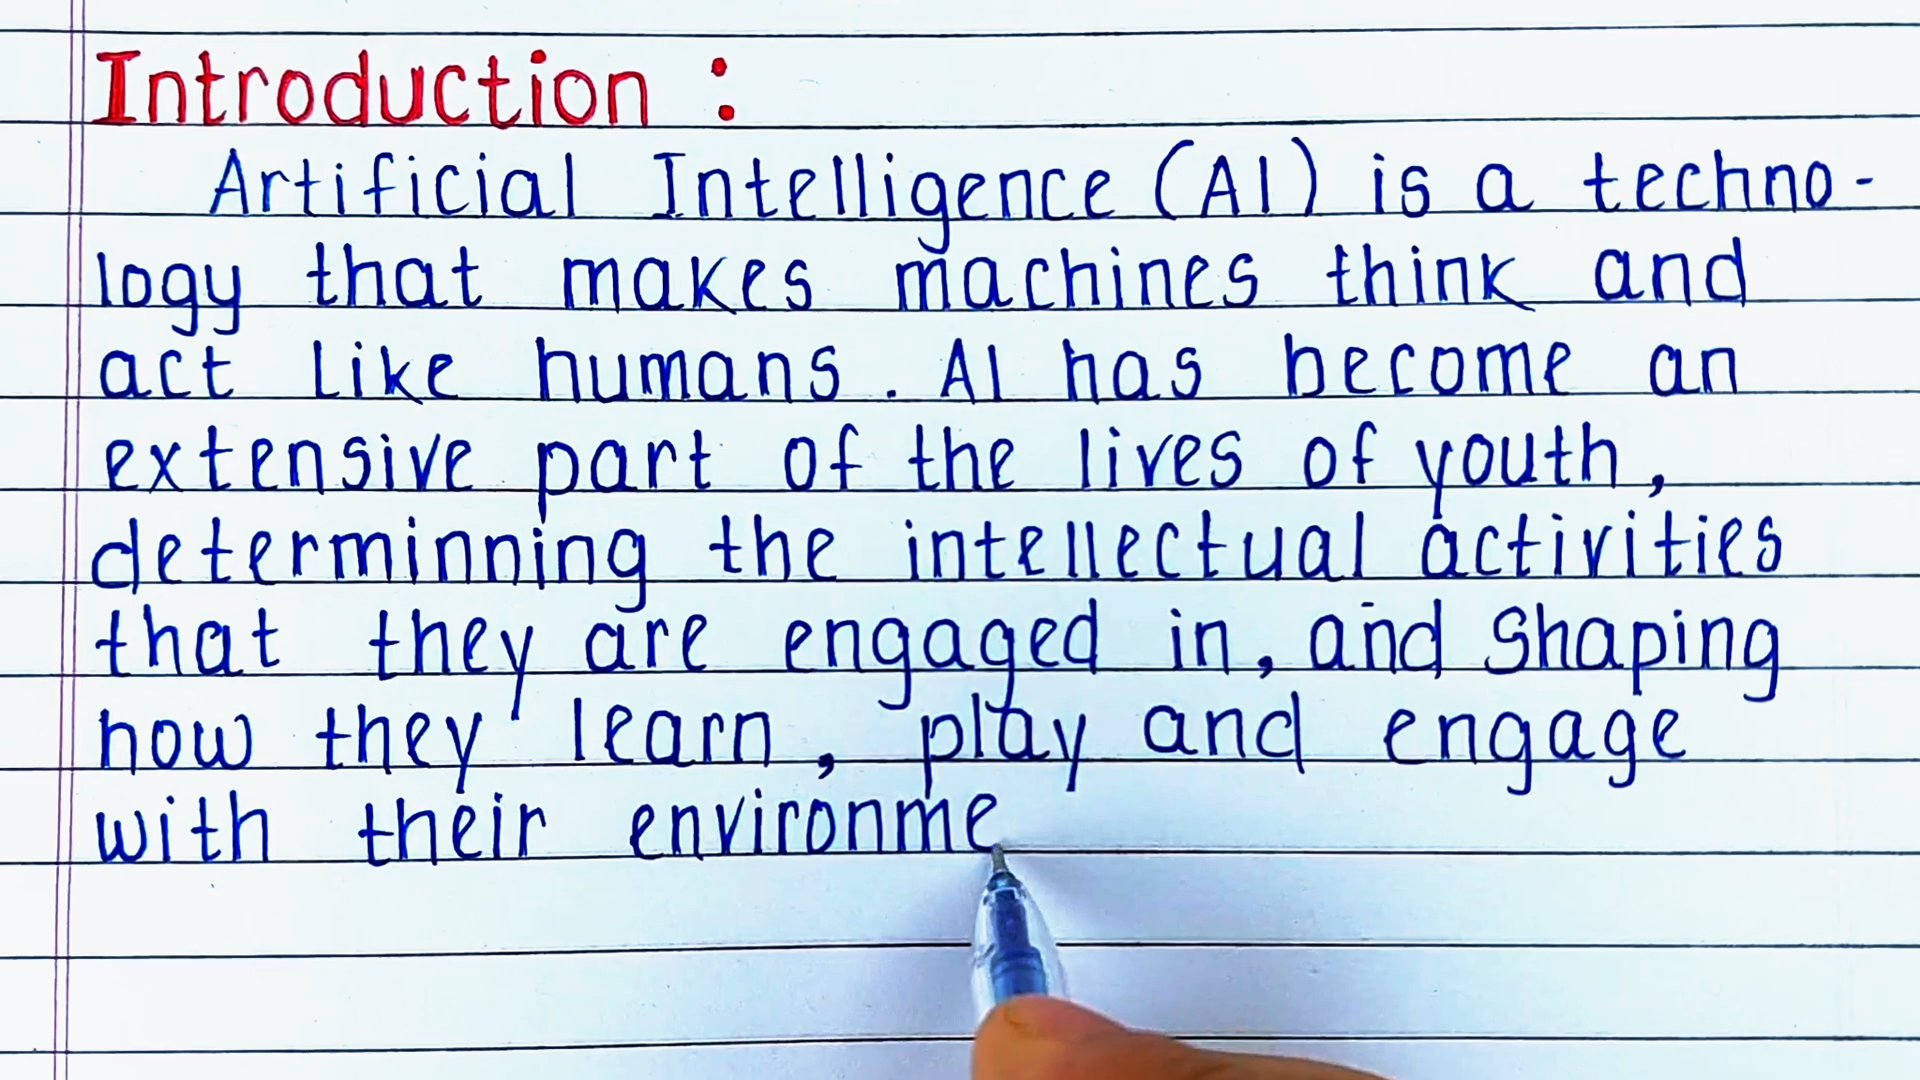 Introduction :
Artificial Intelligence (AI) is a techno-
logy that makes machines think and
act like humans. AI has become an
extensive part of the lives of youth,
determinning the intellectual activities
that they are engaged in, and shaping
how they learn, play and engage
with their environme